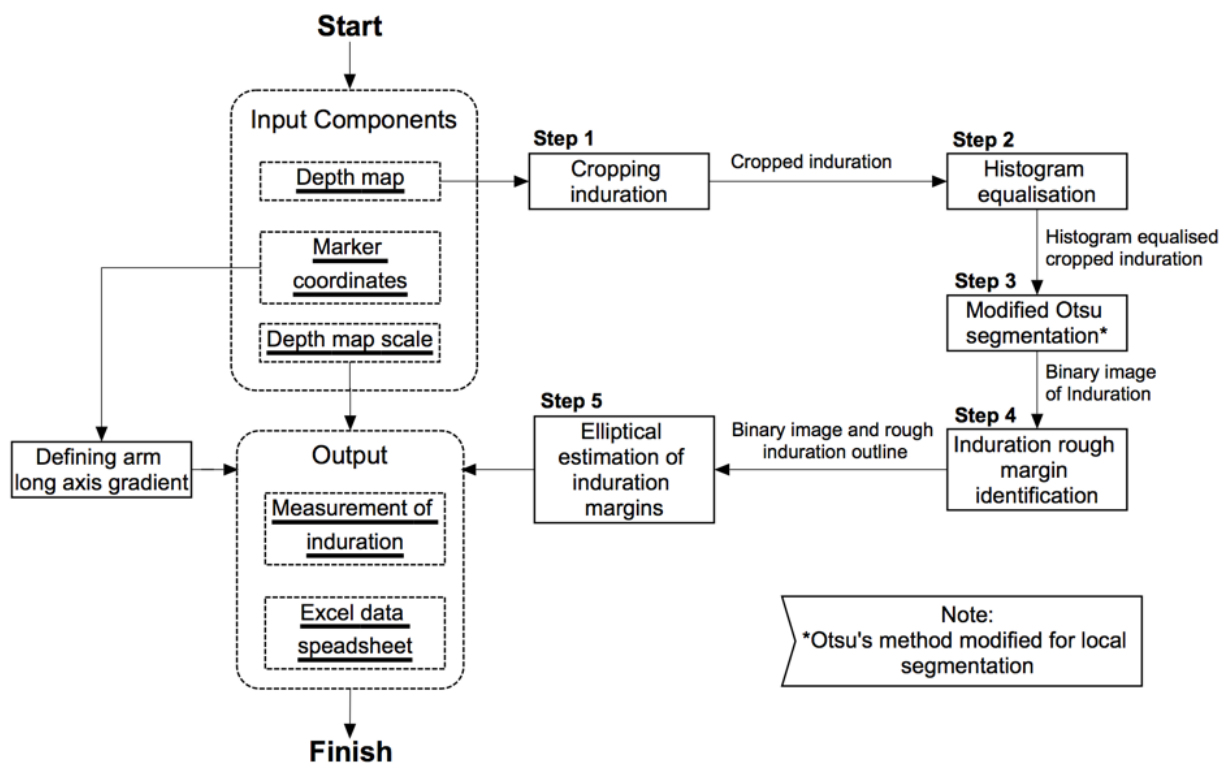 Start
Input Components
Depth map
Marker
coordinates
Depth map scale
Step 1
Cropping
induration
Cropped induration
Step 2
Histogram
equalisation
Histogram equalised
cropped induration
Step 3
Modified Otsu
segmentation*
Binary image
of Induration
Step 4
Induration rough
margin
identification
Binary image and rough
induration outline
Step 5
Elliptical
estimation of
induration
margins
Defining arm
long axis gradient
Output
Measurement of
induration
Excel data
speadsheet
Finish
Note:
*Otsu's method modified for local
segmentation